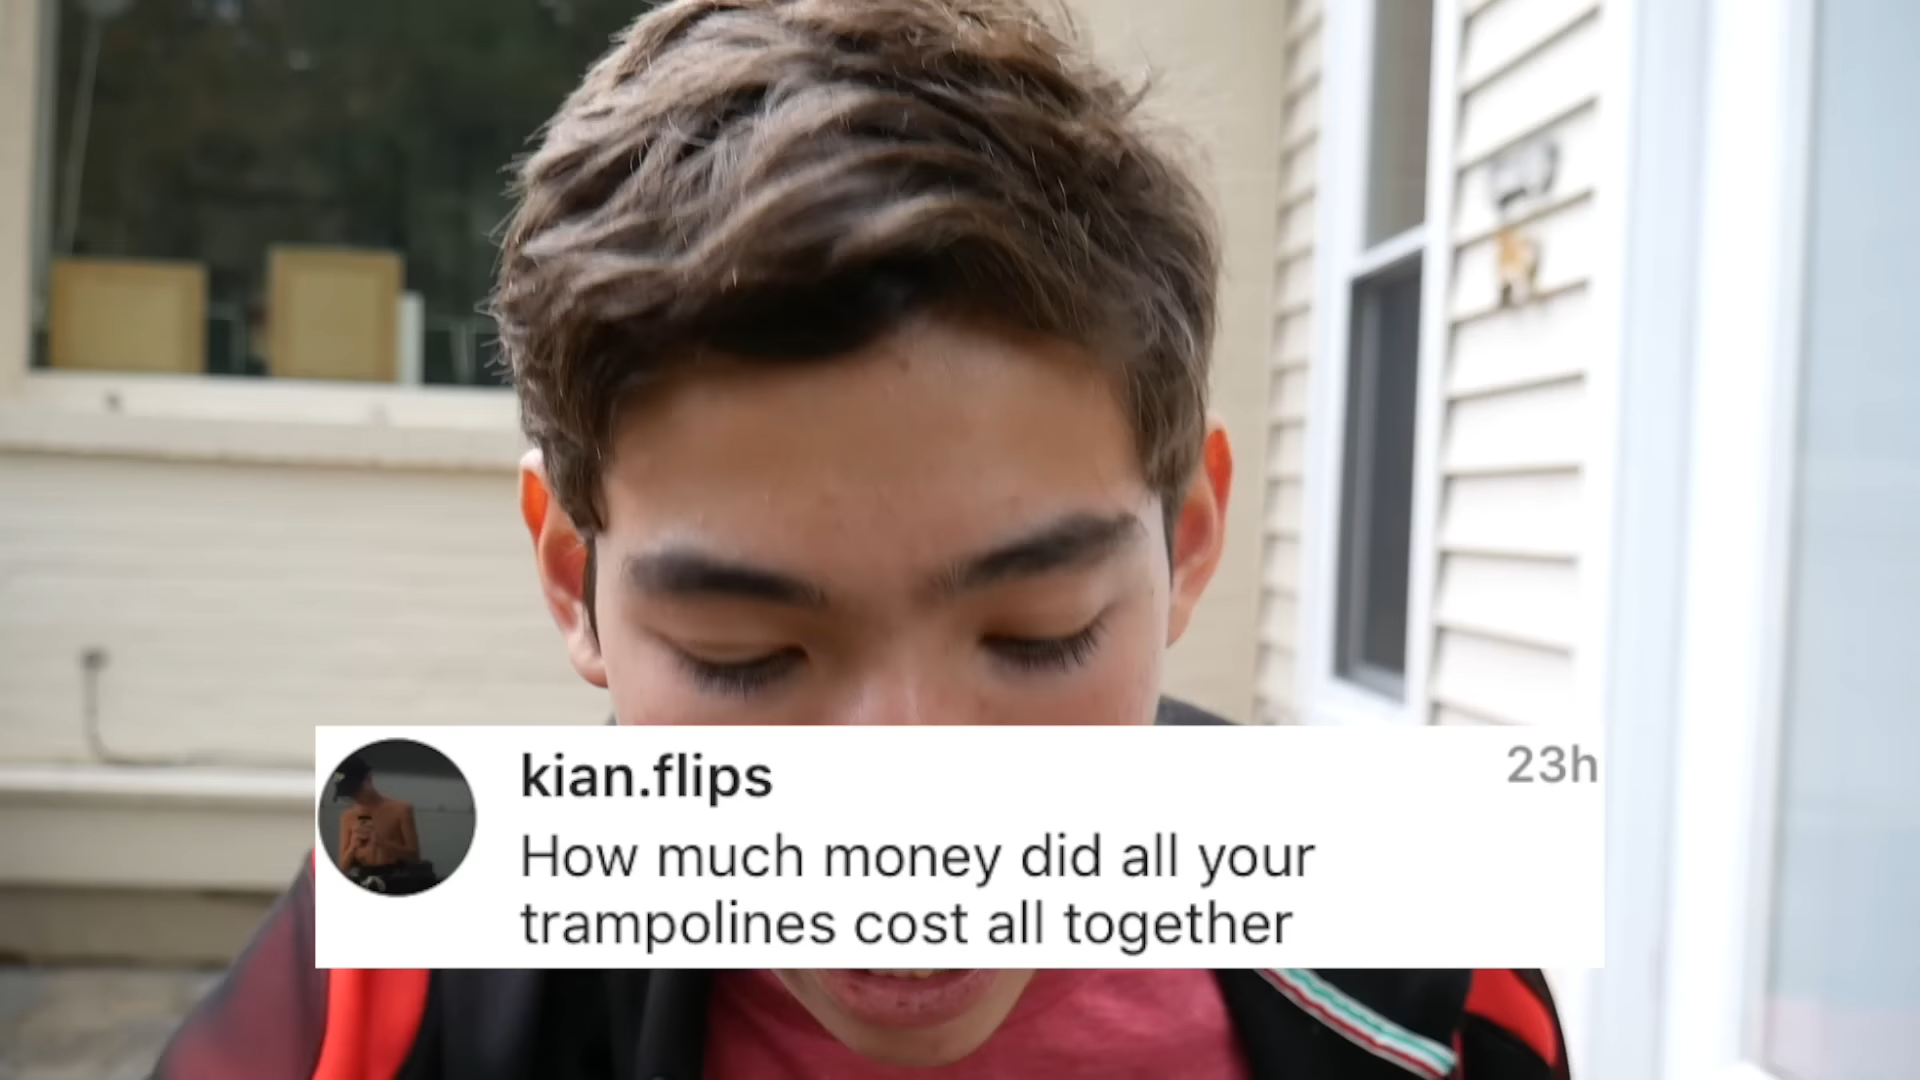 kian.flips
23h
How much money did all your
trampolines cost all together